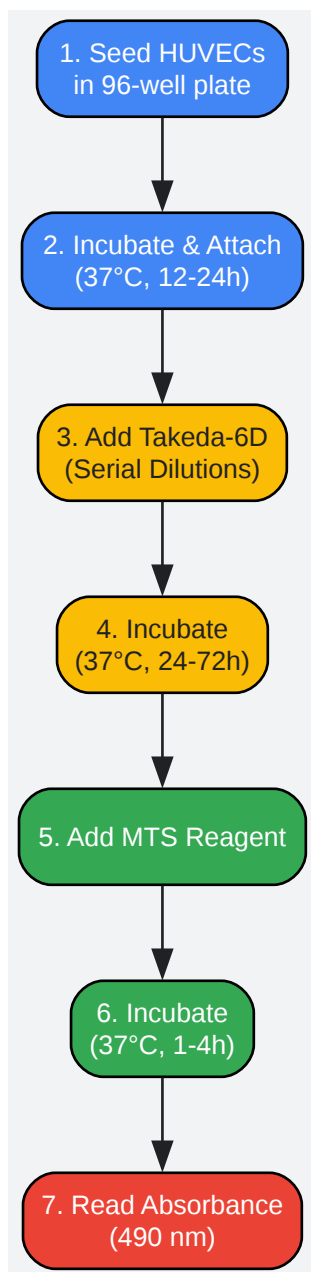 1. Seed HUVECs
in 96-well plate
2. Incubate & Attach
(37°C, 12-24h)
3. Add Takeda-6D
(Serial Dilutions)
4. Incubate
(37°C, 24-72h)
5. Add MTS Reagent
6. Incubate
(37°C, 1-4h)
7. Read Absorbance
(490 nm)